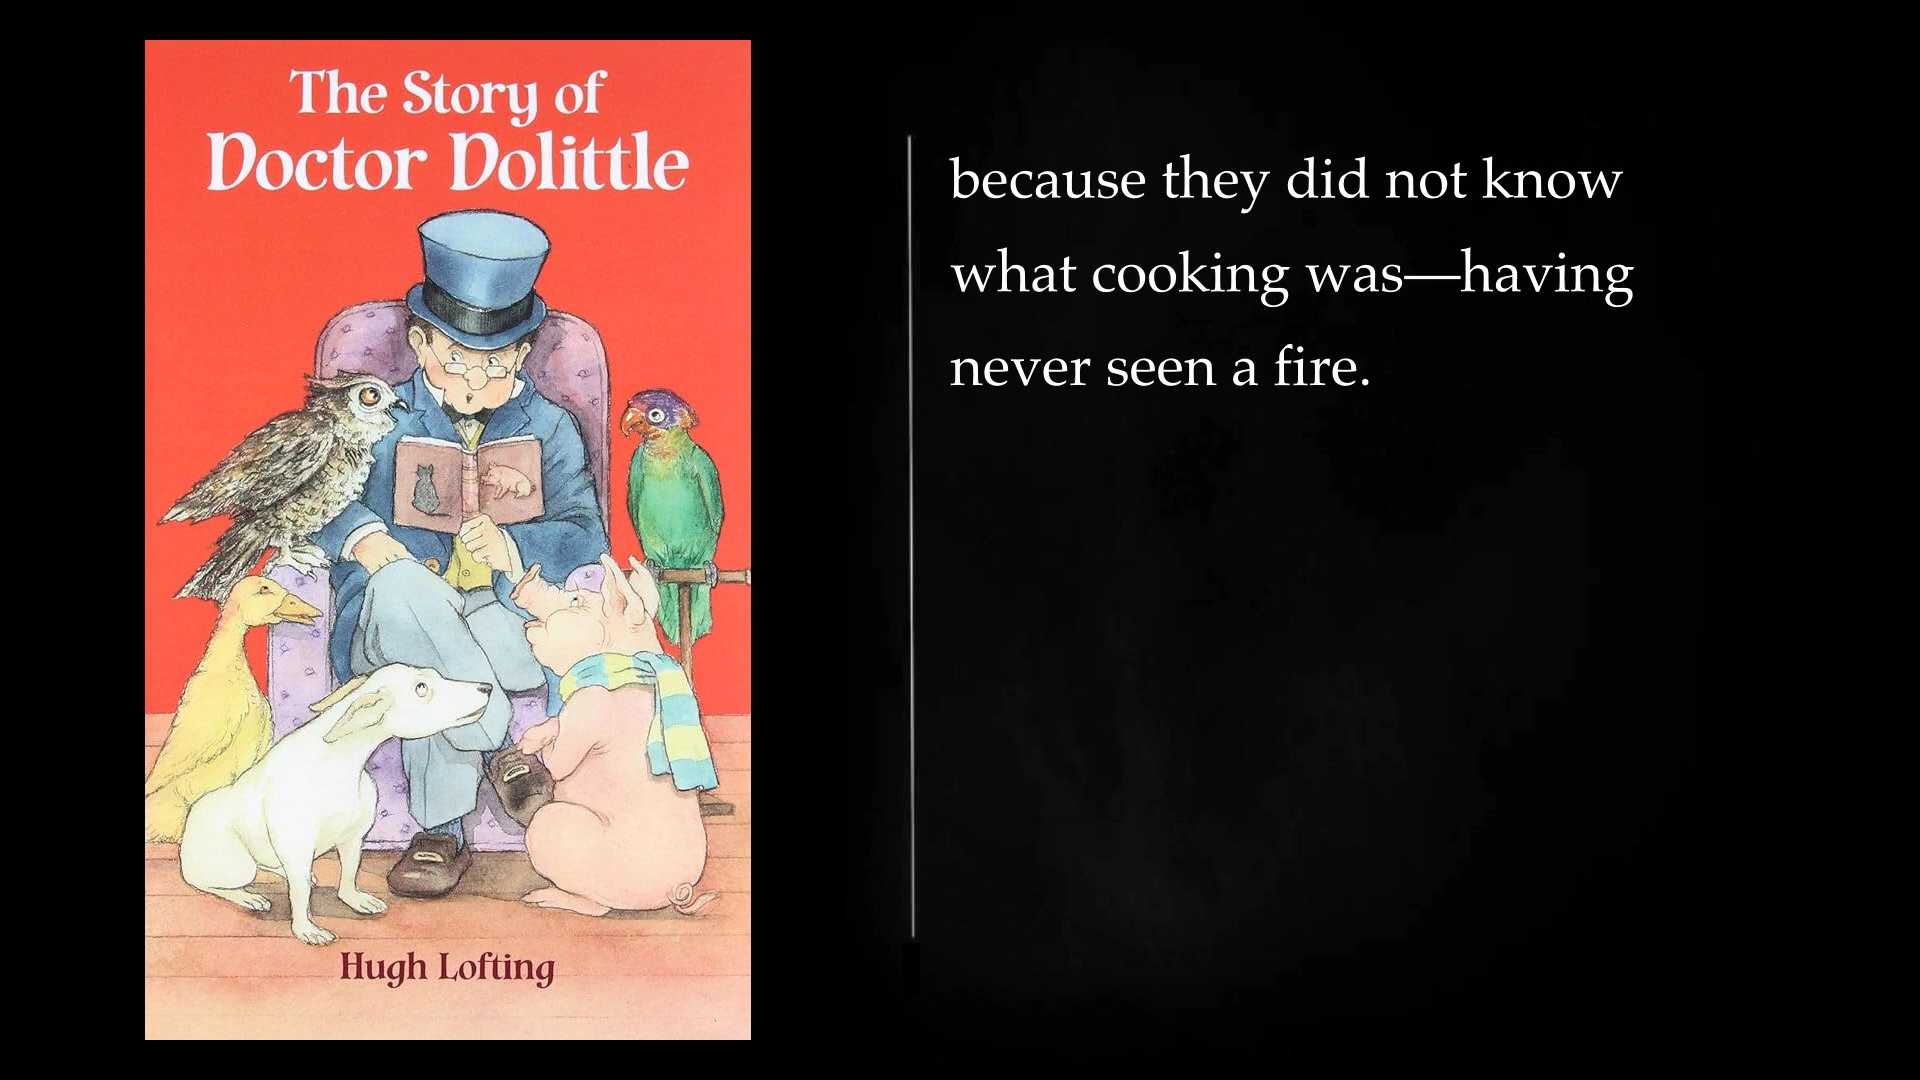 The Story of
Doctor Dolittle
Hugh Lofting
because they did not know
what cooking was—having
never seen a fire.